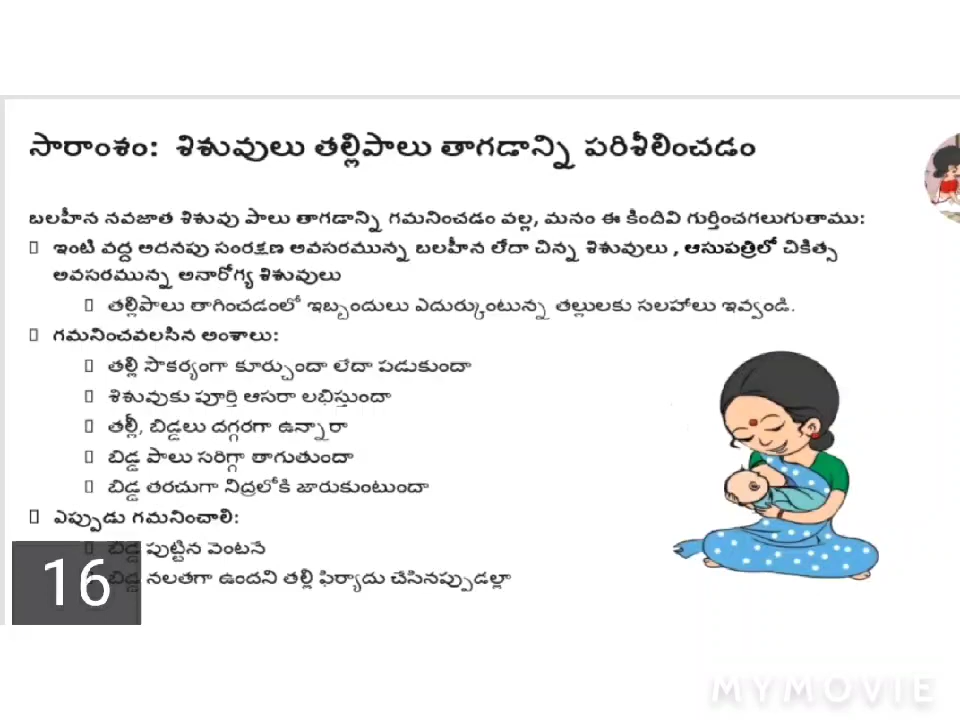 సారాంశం: శిశువులు తల్లిపాలు తాగడాన్ని పరిశీలించడం
బలహీన నవజాత శిశువు పాలు తాగడాన్ని గమనించడం వల్ల, మనం ఈ కిందివి గుర్తించగలుగుతాము:
ఇంటి వద్ద అదనపు సంరక్షణ అవసరమున్న బలహీన లేదా చిన్న శిశువులు , ఆసుపత్రిలో చికిత్స
అవసరమున్న అనారోగ్య శిశువులు
తల్లిపాలు తాగించడంలో ఇబ్బందులు ఎదుర్కుంటున్న తల్లులకు సలహాలు ఇవ్వండి.
గమనించవలసిన అంశాలు:
తల్లి సౌకర్యంగా కూర్చుందా లేదా పడుకుందా
శిశువుకు పూర్తి ఆసరా లభిస్తుందా
తల్లీ, బిడ్డలు దగ్గరగా ఉన్నారా
బిడ్డ పాలు సరిగ్గా తాగుతుందా
బిడ్డ తరచుగా నిద్రలోకి జారుకుంటుందా
ఎప్పుడు గమనించాలి:
బిడ్డ పుట్టిన వెంటనే
బిడ్డ నలతగా ఉందని తల్లి ఫిర్యాదు చేసినప్పుడల్లా
16
MYMOVIE